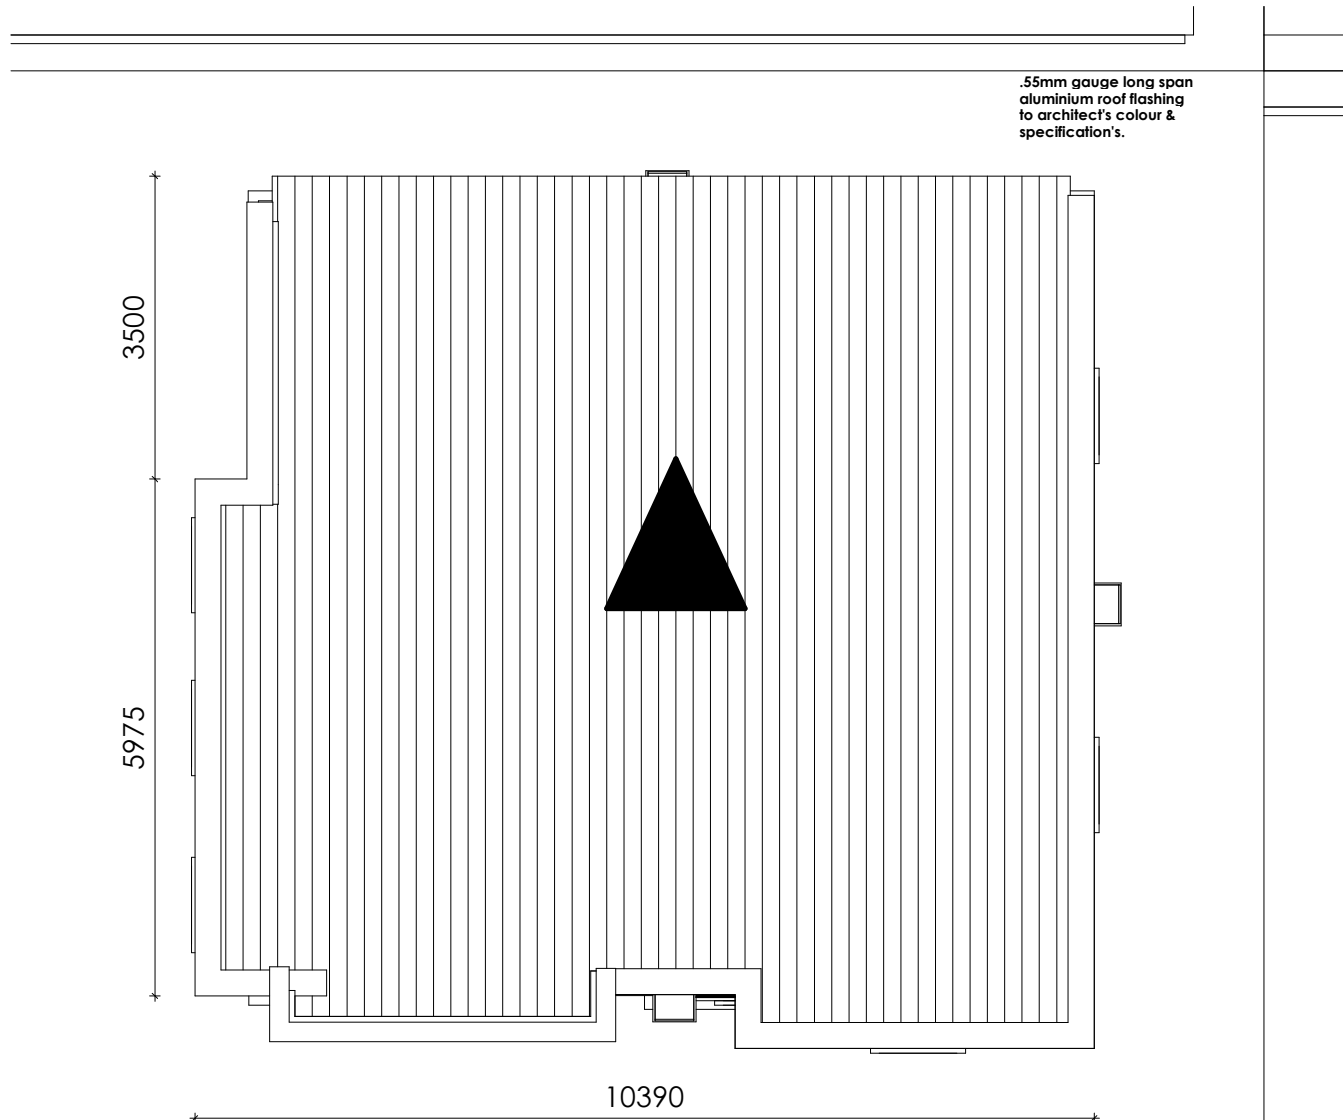 .55mm gauge long span
aluminium roof flashing
to architect's colour &
specification's.
3500
5975
10390